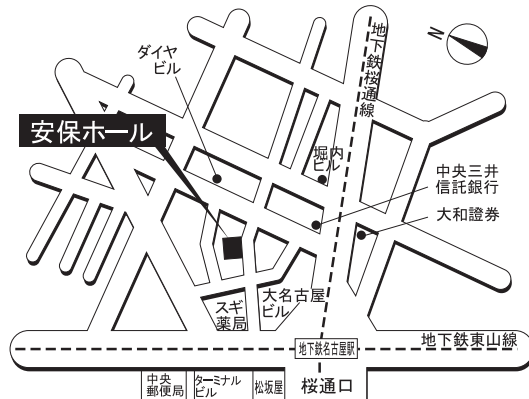 ダイヤ
ビル
地下鉄桜通線
N
安保ホール
堀内
ビル
中央三井
信託銀行
大和證券
スギ
薬局
大名古屋
ビル
地下鉄名古屋駅
地下鉄東山線
中央
郵便局
ターミナル
ビル
松坂屋
桜通口